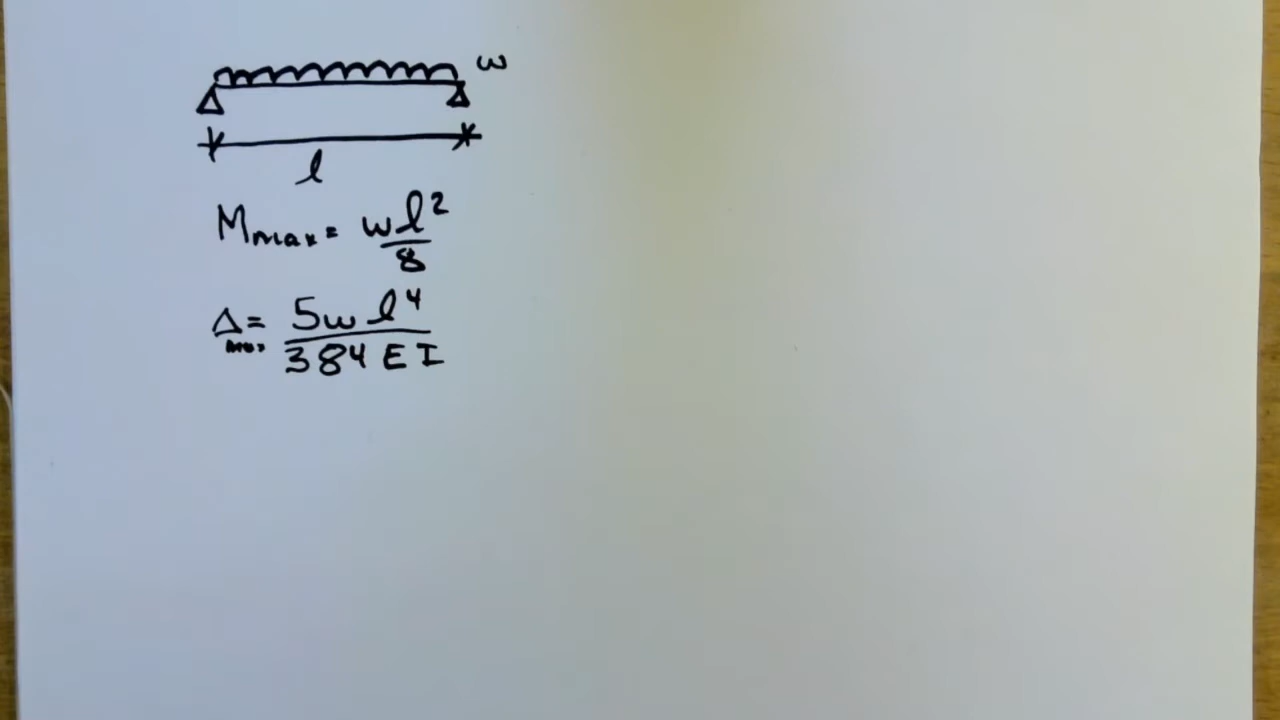 w
l
Mmax = wl²/8
Δmax = 5wl⁴/384EI